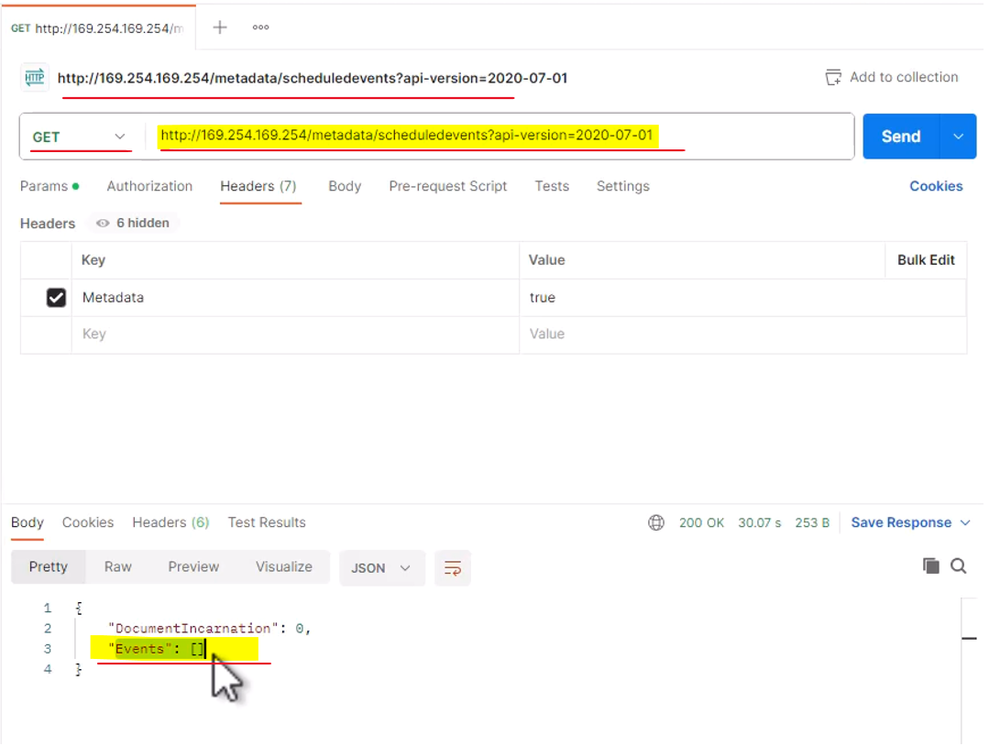 GET http://169.254.169.254/m
HTTP http://169.254.169.254/metadata/scheduledevents?api-version=2020-07-01 Add to collection
GET http://169.254.169.254/metadata/scheduledevents?api-version=2020-07-01 Send
Params Authorization Headers (7) Body Pre-request Script Tests Settings Cookies
Headers 6 hidden
Key Value Bulk Edit
Metadata true
Key Value
Body Cookies Headers (6) Test Results 200 OK 30.07 s 253 B Save Response
Pretty Raw Preview Visualize JSON
1 {
2 "DocumentIncarnation": 0,
3 "Events": []
4 }